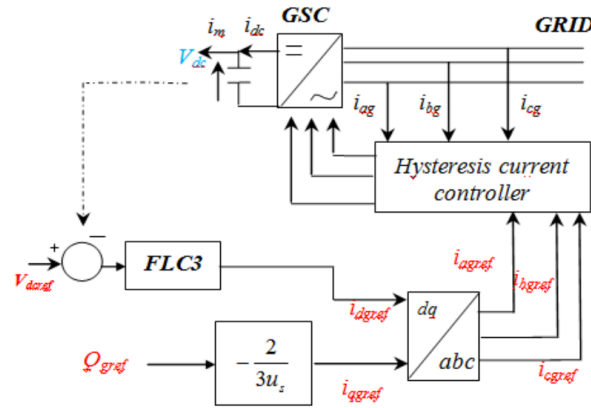 GSC
GRID
i_m
i_dc
V_dc
=
~
i_ag
i_bg
i_cg
Hysteresis current
controller
+
−
V_dcref
FLC3
i_agref
i_bgref
i_dgref
dq
abc
i_cgref
Q_gref
−2/3u_s
i_qgref